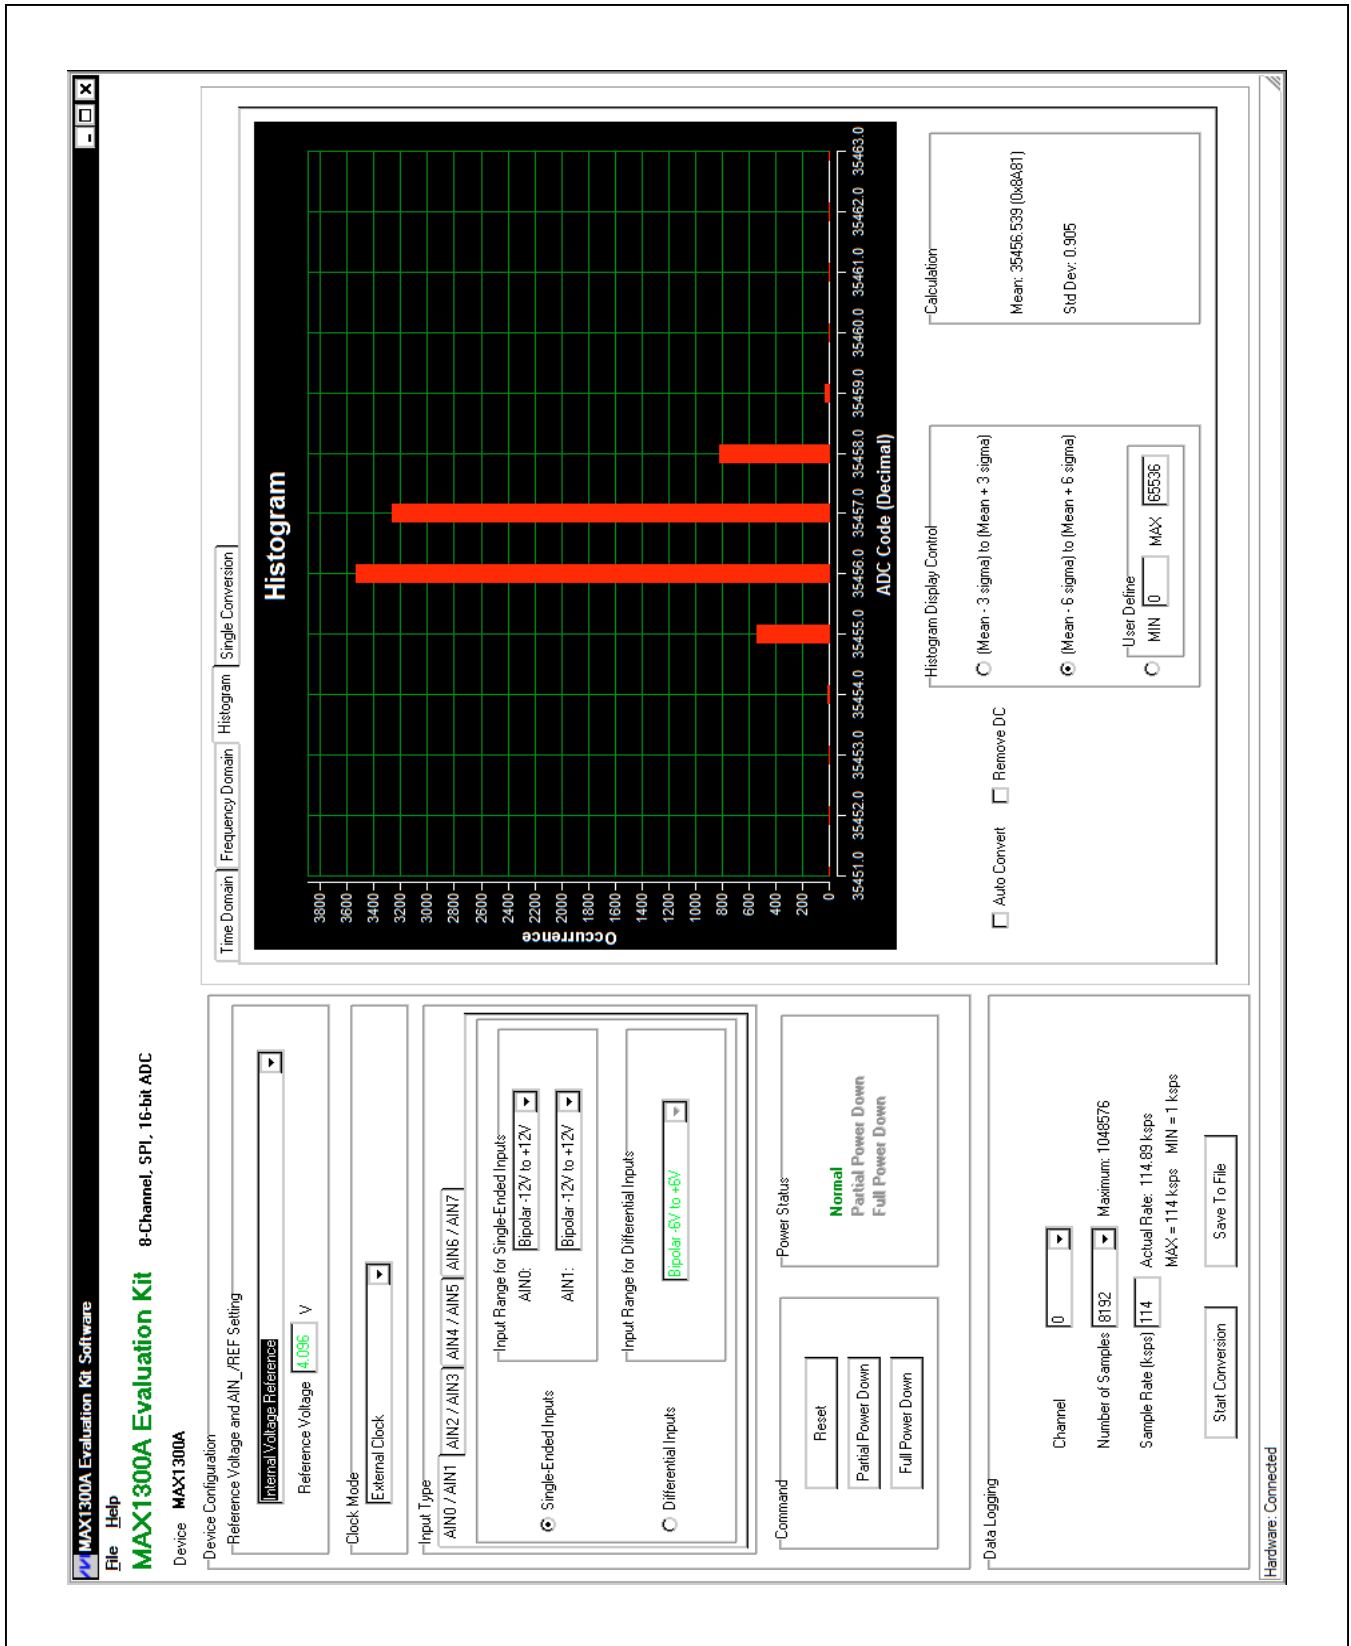 MAX1300A Evaluation Kit Software
File Help
MAX1300A Evaluation Kit 8-Channel, SPI, 16-bit ADC
Device MAX1300A
Device Configuration
Reference Voltage and AIN_/REF Setting
Internal Voltage Reference
Reference Voltage 4.096 V
Clock Mode
External Clock
Input Type
AIN0 / AIN1 AIN2 / AIN3 AIN4 / AIN5 AIN6 / AIN7
Single-Ended Inputs
Input Range for Single-Ended Inputs
AIN0: Bipolar -12V to +12V
AIN1: Bipolar -12V to +12V
Differential Inputs
Input Range for Differential Inputs
Bipolar -6V to +6V
Command
Reset
Partial Power Down
Full Power Down
Power Status
Normal
Partial Power Down
Full Power Down
Data Logging
Channel 0
Number of Samples 8192 Maximum: 1048576
Sample Rate (ksps) 114 Actual Rate: 114.89 ksps
MAX = 114 ksps MIN = 1 ksps
Start Conversion Save To File
Time Domain Frequency Domain Histogram Single Conversion
Histogram
Occurrence
3800
3600
3400
3200
3000
2800
2600
2400
2200
2000
1800
1600
1400
1200
1000
800
600
400
200
0
35451.0 35452.0 35453.0 35454.0 35455.0 35456.0 35457.0 35458.0 35459.0 35460.0 35461.0 35462.0 35463.0
ADC Code (Decimal)
Auto Convert Remove DC
Histogram Display Control
(Mean - 3 sigma) to (Mean + 3 sigma)
(Mean - 6 sigma) to (Mean + 6 sigma)
User Define
MIN 0 MAX 65536
Calculation
Mean: 35456.539 (0x8A81)
Std Dev: 0.905
Hardware: Connected